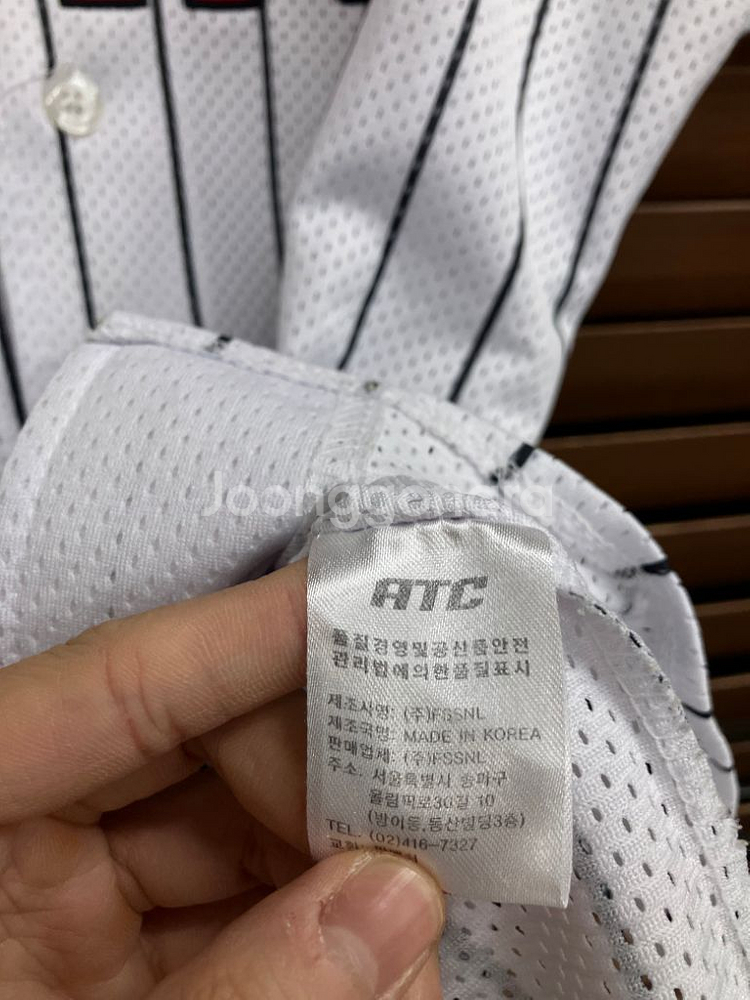 Joonggonara
ATC
품질경영및공산품안전
관리법에의한품질표시
제조사명: (주)FSSNL
제조국명: MADE IN KOREA
판매업체: (주)FSSNL
주소: 서울특별시 송파구
올림픽로30길 10
(방이동,동산빌딩3층)
TEL. (02)416-7327